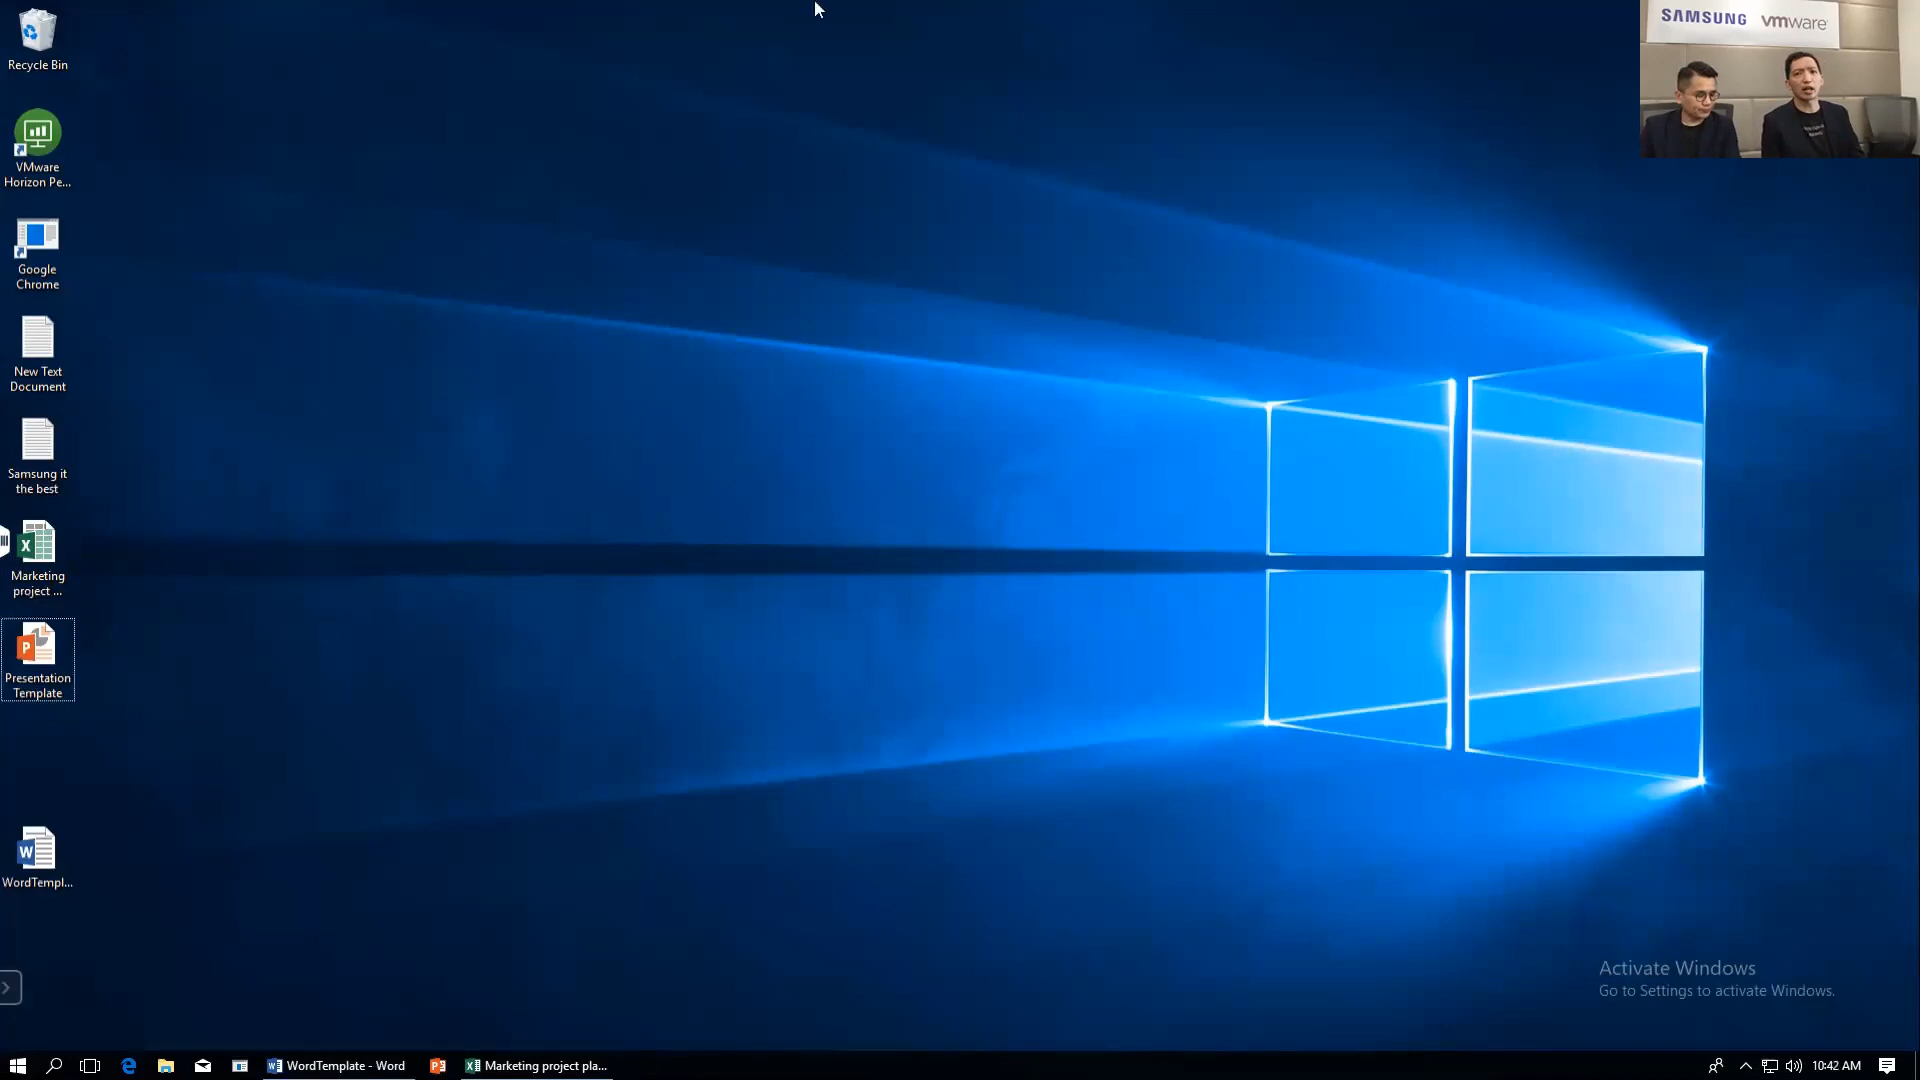 SAMSUNG vmware
Recycle Bin
VMware
Horizon Pe...
Google
Chrome
New Text
Document
Samsung it
the best
Marketing
project ...
Presentation
Template
WordTempl...
Activate Windows
Go to Settings to activate Windows.
WordTemplate - Word
Marketing project pla...
10:42 AM